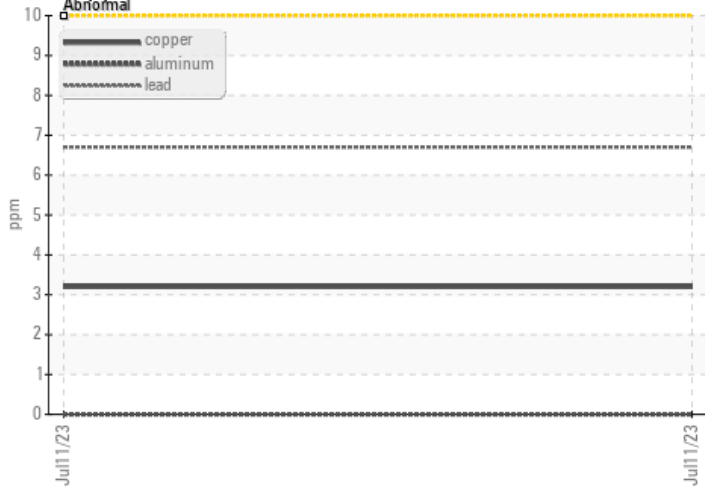 Abnormal
10
9
8
7
6
5
4
3
2
1
0
ppm
copper
aluminum
lead
Jul11/23
Jul11/23